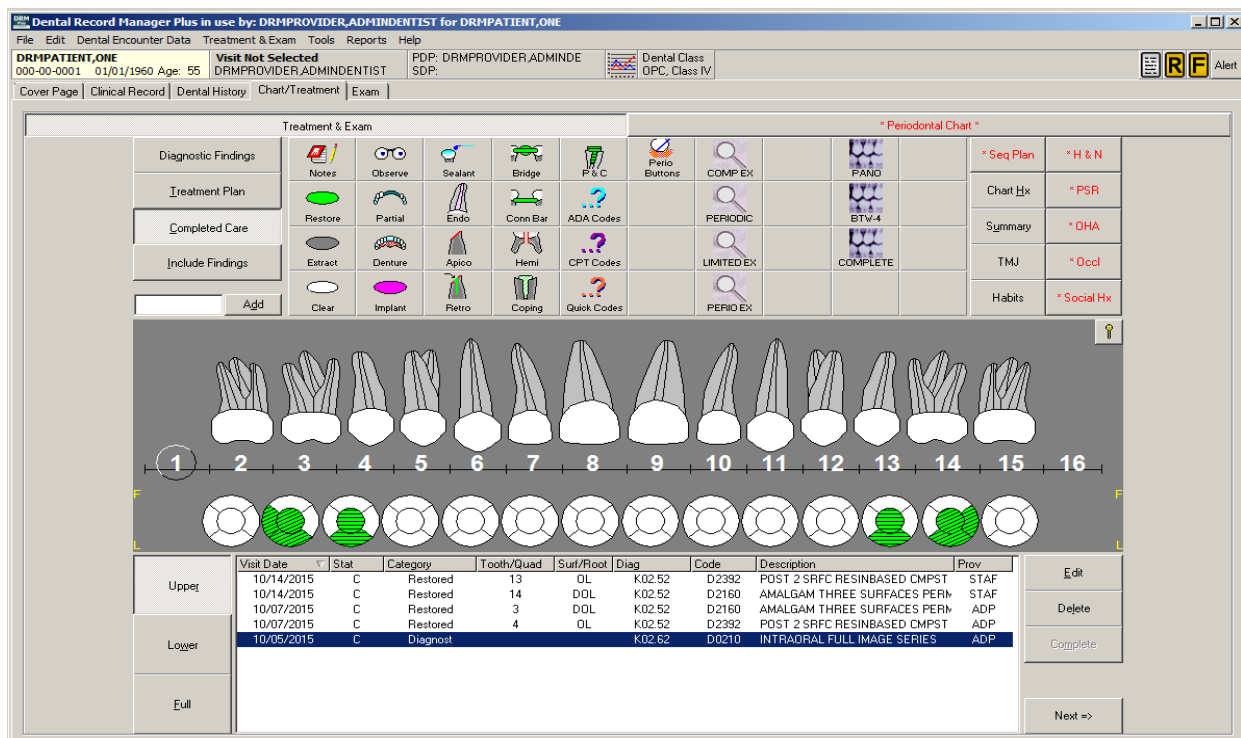 Dental Record Manager Plus in use by: DRMPROVIDER,ADMINDENTIST for DRMPATIENT,ONE
File Edit Dental Encounter Data Treatment & Exam Tools Reports Help
DRMPATIENT,ONE Visit Not Selected PDP: DRMPROVIDER,ADMINDE Dental Class
000-00-0001 01/01/1960 Age: 55 DRMPROVIDER,ADMINDENTIST SDP: OPC, Class IV R F Alert
Cover Page Clinical Record Dental History Chart/Treatment Exam
Treatment & Exam * Periodontal Chart *
Diagnostic Findings Notes Observe Sealant Bridge P & C Perio Buttons COMP EX PANO * Seq Plan * H & N
Treatment Plan Restore Partial Endo Conn Bar ADA Codes PERIODIC BTW-4 Chart Hx * PSR
Completed Care Extract Denture Apico Hemi CPT Codes LIMITED EX COMPLETE Summary * OHA
Include Findings TMJ * Occl
Add Clear Implant Retro Coping Quick Codes PERIO EX Habits * Social Hx
1 2 3 4 5 6 7 8 9 10 11 12 13 14 15 16
F F
L L
Visit Date Stat Category Tooth/Quad Surf/Root Diag Code Description Prov
10/14/2015 C Restored 13 OL K02.52 D2392 POST 2 SRFC RESINBASED CMPST STAF
10/14/2015 C Restored 14 DOL K02.52 D2160 AMALGAM THREE SURFACES PERM STAF
10/07/2015 C Restored 3 DOL K02.52 D2160 AMALGAM THREE SURFACES PERM ADP
10/07/2015 C Restored 4 OL K02.52 D2392 POST 2 SRFC RESINBASED CMPST ADP
10/05/2015 C Diagnost K02.62 D0210 INTRAORAL FULL IMAGE SERIES ADP
Upper
Lower
Full
Edit
Delete
Complete
Next =>